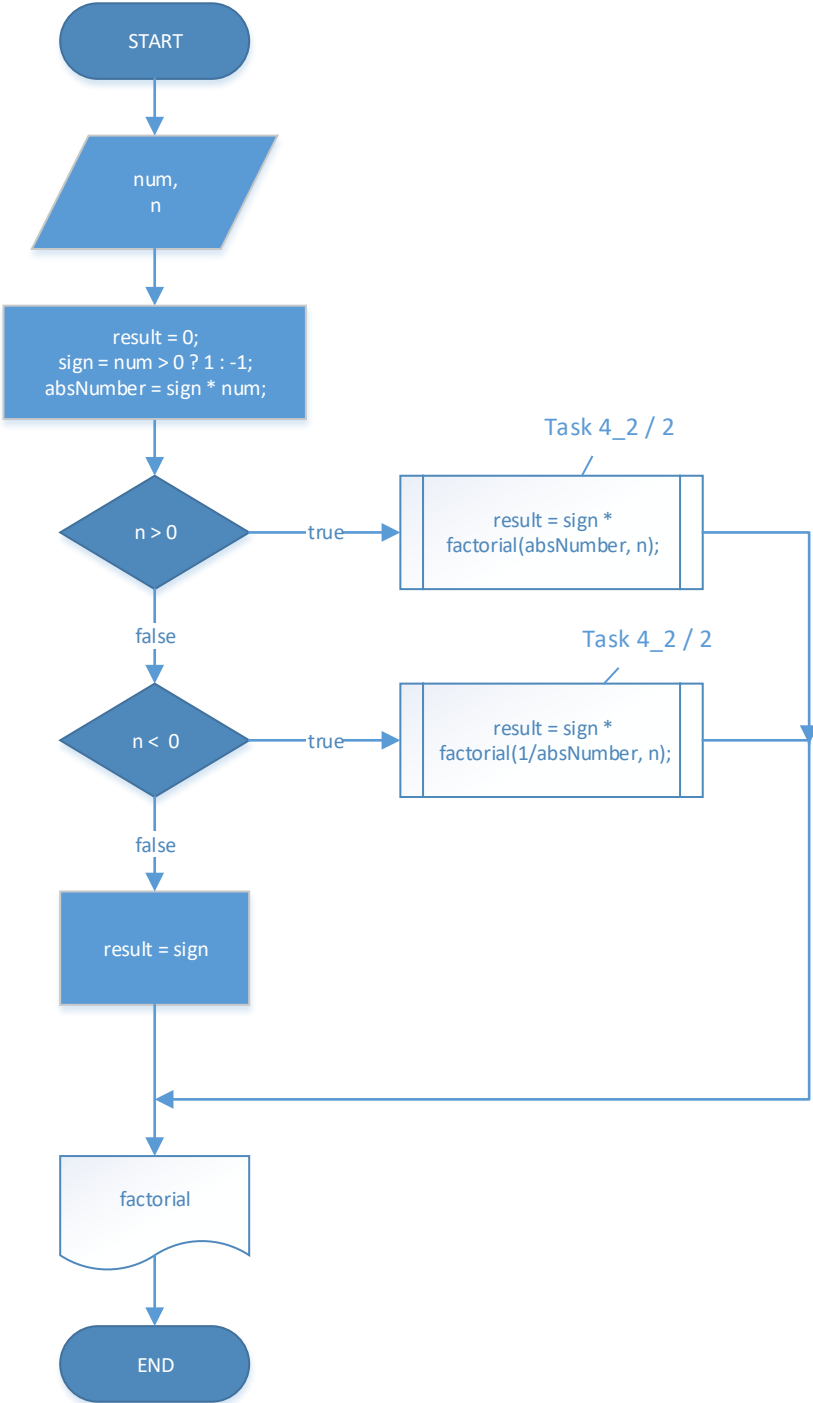 START
num,
n
result = 0;
sign = num > 0 ? 1 : -1;
absNumber = sign * num;
Task 4_2 / 2
n > 0
true
result = sign *
factorial(absNumber, n);
false
Task 4_2 / 2
n < 0
true
result = sign *
factorial(1/absNumber, n);
false
result = sign
factorial
END